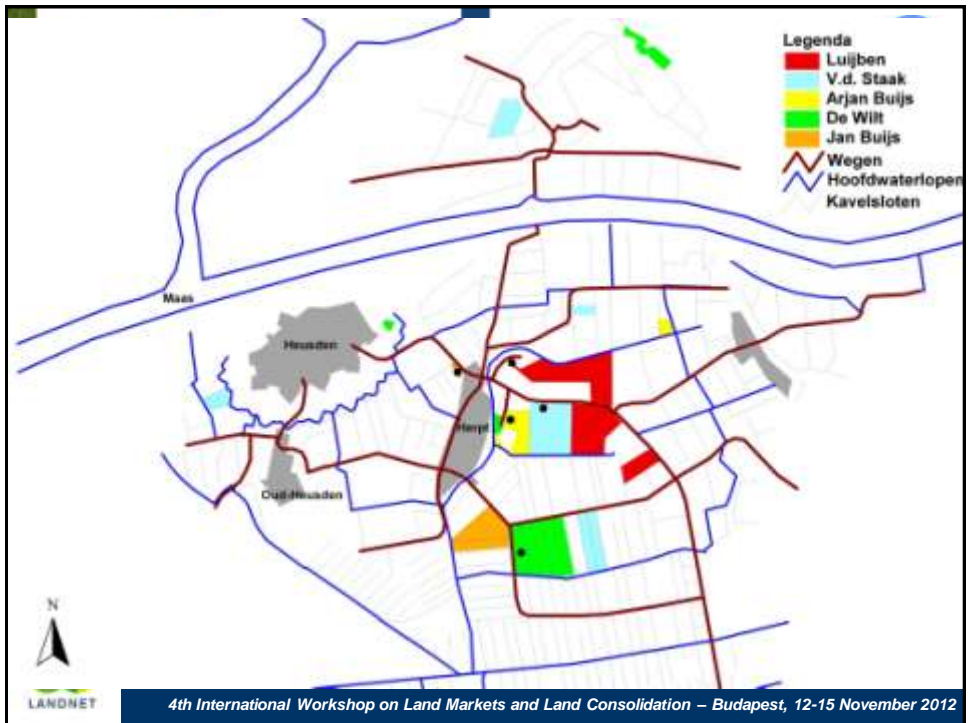 Legenda
Luijben
V.d. Staak
Arjan Buijs
De Wilt
Jan Buijs
Wegen
Hoofdwaterlopen
Kavelsloten
Maas
Heusden
Herpt
Oud-Heusden
N
LANDNET
4th International Workshop on Land Markets and Land Consolidation – Budapest, 12-15 November 2012